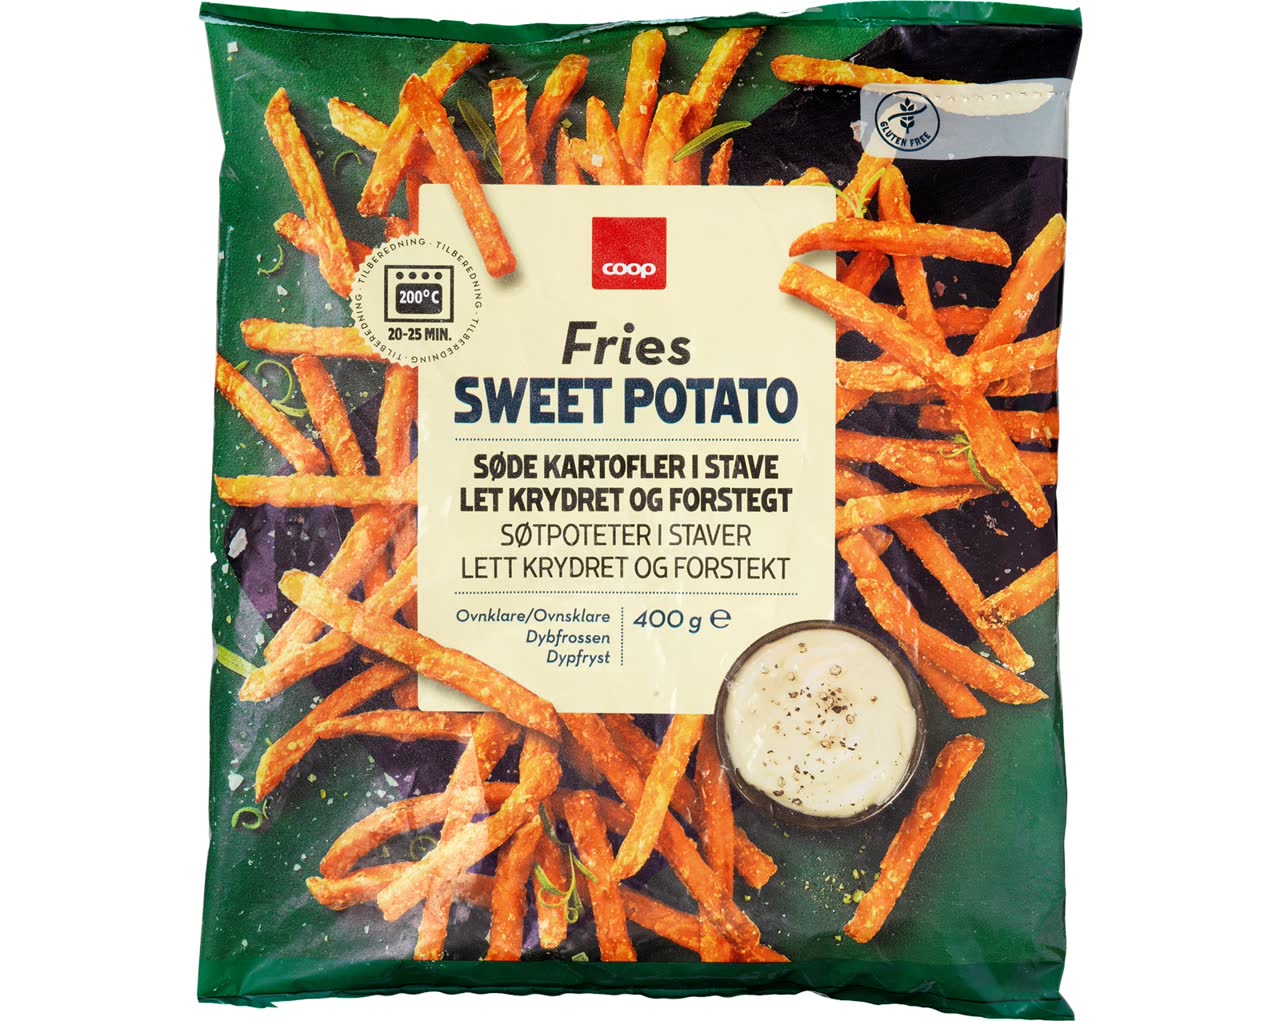 GLUTEN FREE
coop
TILBEREDNING · TILBEREDNING · TILBEREDNING · TILBEREDNING ·
200°C
20-25 MIN.
Fries
SWEET POTATO
SØDE KARTOFLER I STAVE
LET KRYDRET OG FORSTEGT
SØTPOTETER I STAVER
LETT KRYDRET OG FORSTEKT
Ovnklare/Ovnsklare
Dybfrossen
Dypfryst
400 g ℮